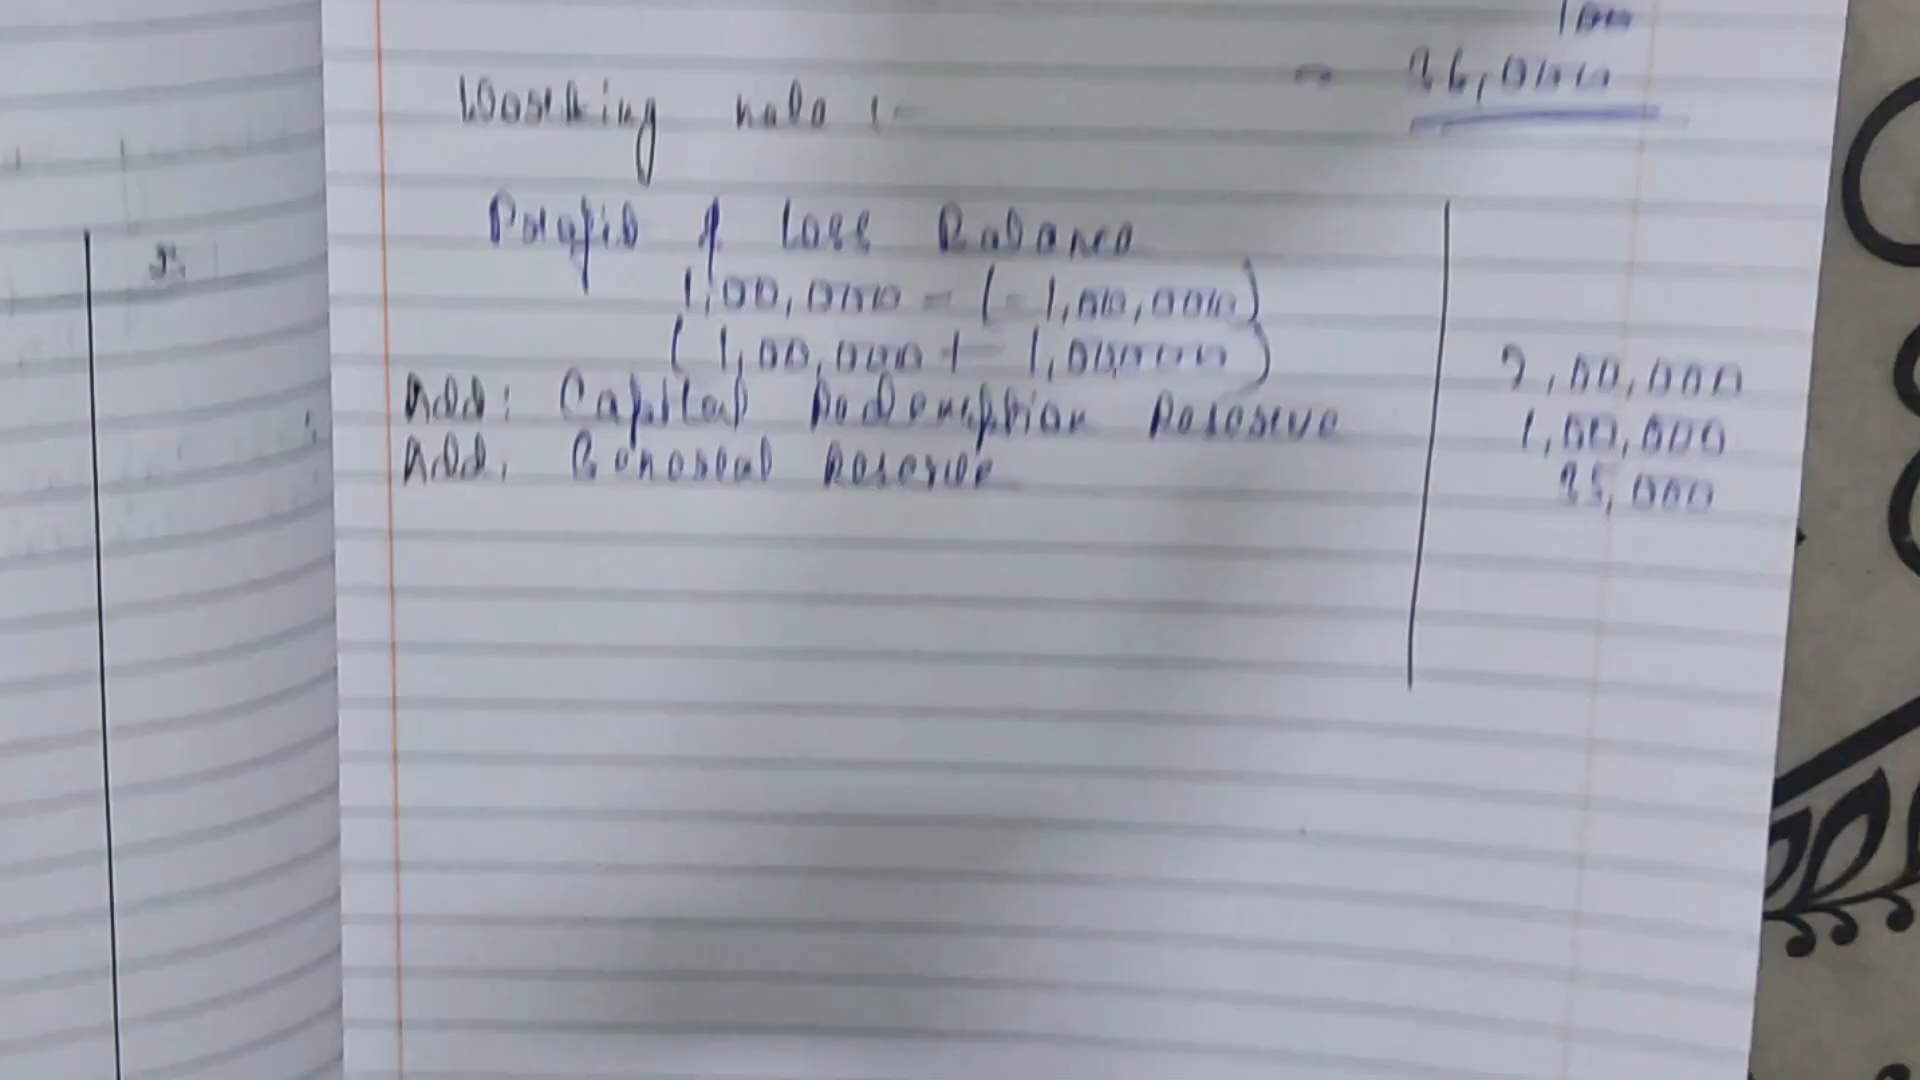 100
= 36,000
Working note :-
Profit & Loss Balance
1,00,000 - (-1,00,000)
(1,00,000 + 1,00,000)
2,00,000
Add: Capital Redemption Reserve 1,00,000
Add: General Reserve 25,000